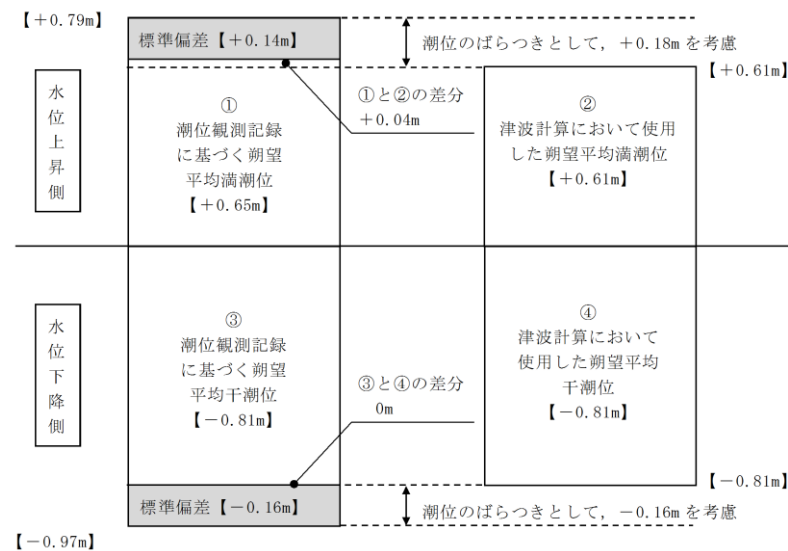 【+0.79m】
標準偏差【+0.14m】
潮位のばらつきとして，+0.18m を考慮
【+0.61m】
水位上昇側
①
潮位観測記録
に基づく朔望
平均満潮位
【+0.65m】
①と②の差分
+0.04m
②
津波計算において使用
した朔望平均満潮位
【+0.61m】
水位下降側
③
潮位観測記録
に基づく朔望
平均干潮位
【－0.81m】
③と④の差分
0m
④
津波計算において
使用した朔望平均
干潮位
【－0.81m】
【－0.81m】
標準偏差【－0.16m】
潮位のばらつきとして，－0.16m を考慮
【－0.97m】